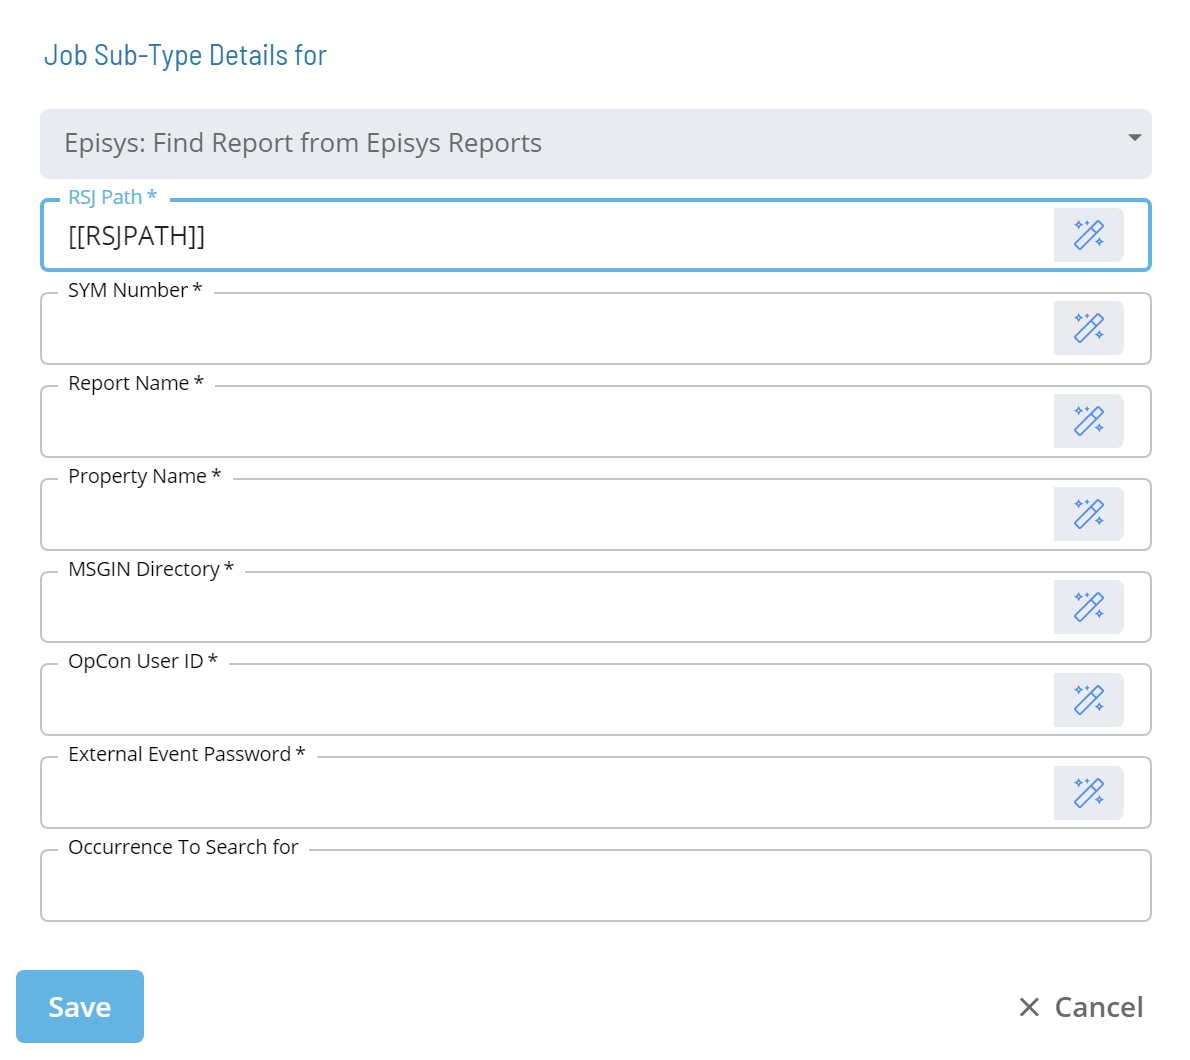 Job Sub-Type Details for
Episys: Find Report from Episys Reports
RSJ Path *
[[RSJPATH]]
SYM Number *
Report Name *
Property Name *
MSGIN Directory *
OpCon User ID *
External Event Password *
Occurrence To Search for
Save
Cancel